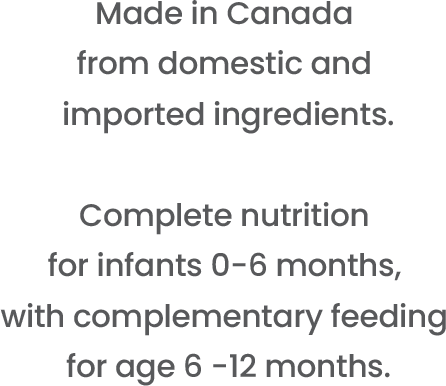 Made in Canada
from domestic and
imported ingredients.
Complete nutrition
for infants 0-6 months,
with complementary feeding
for age 6 -12 months.